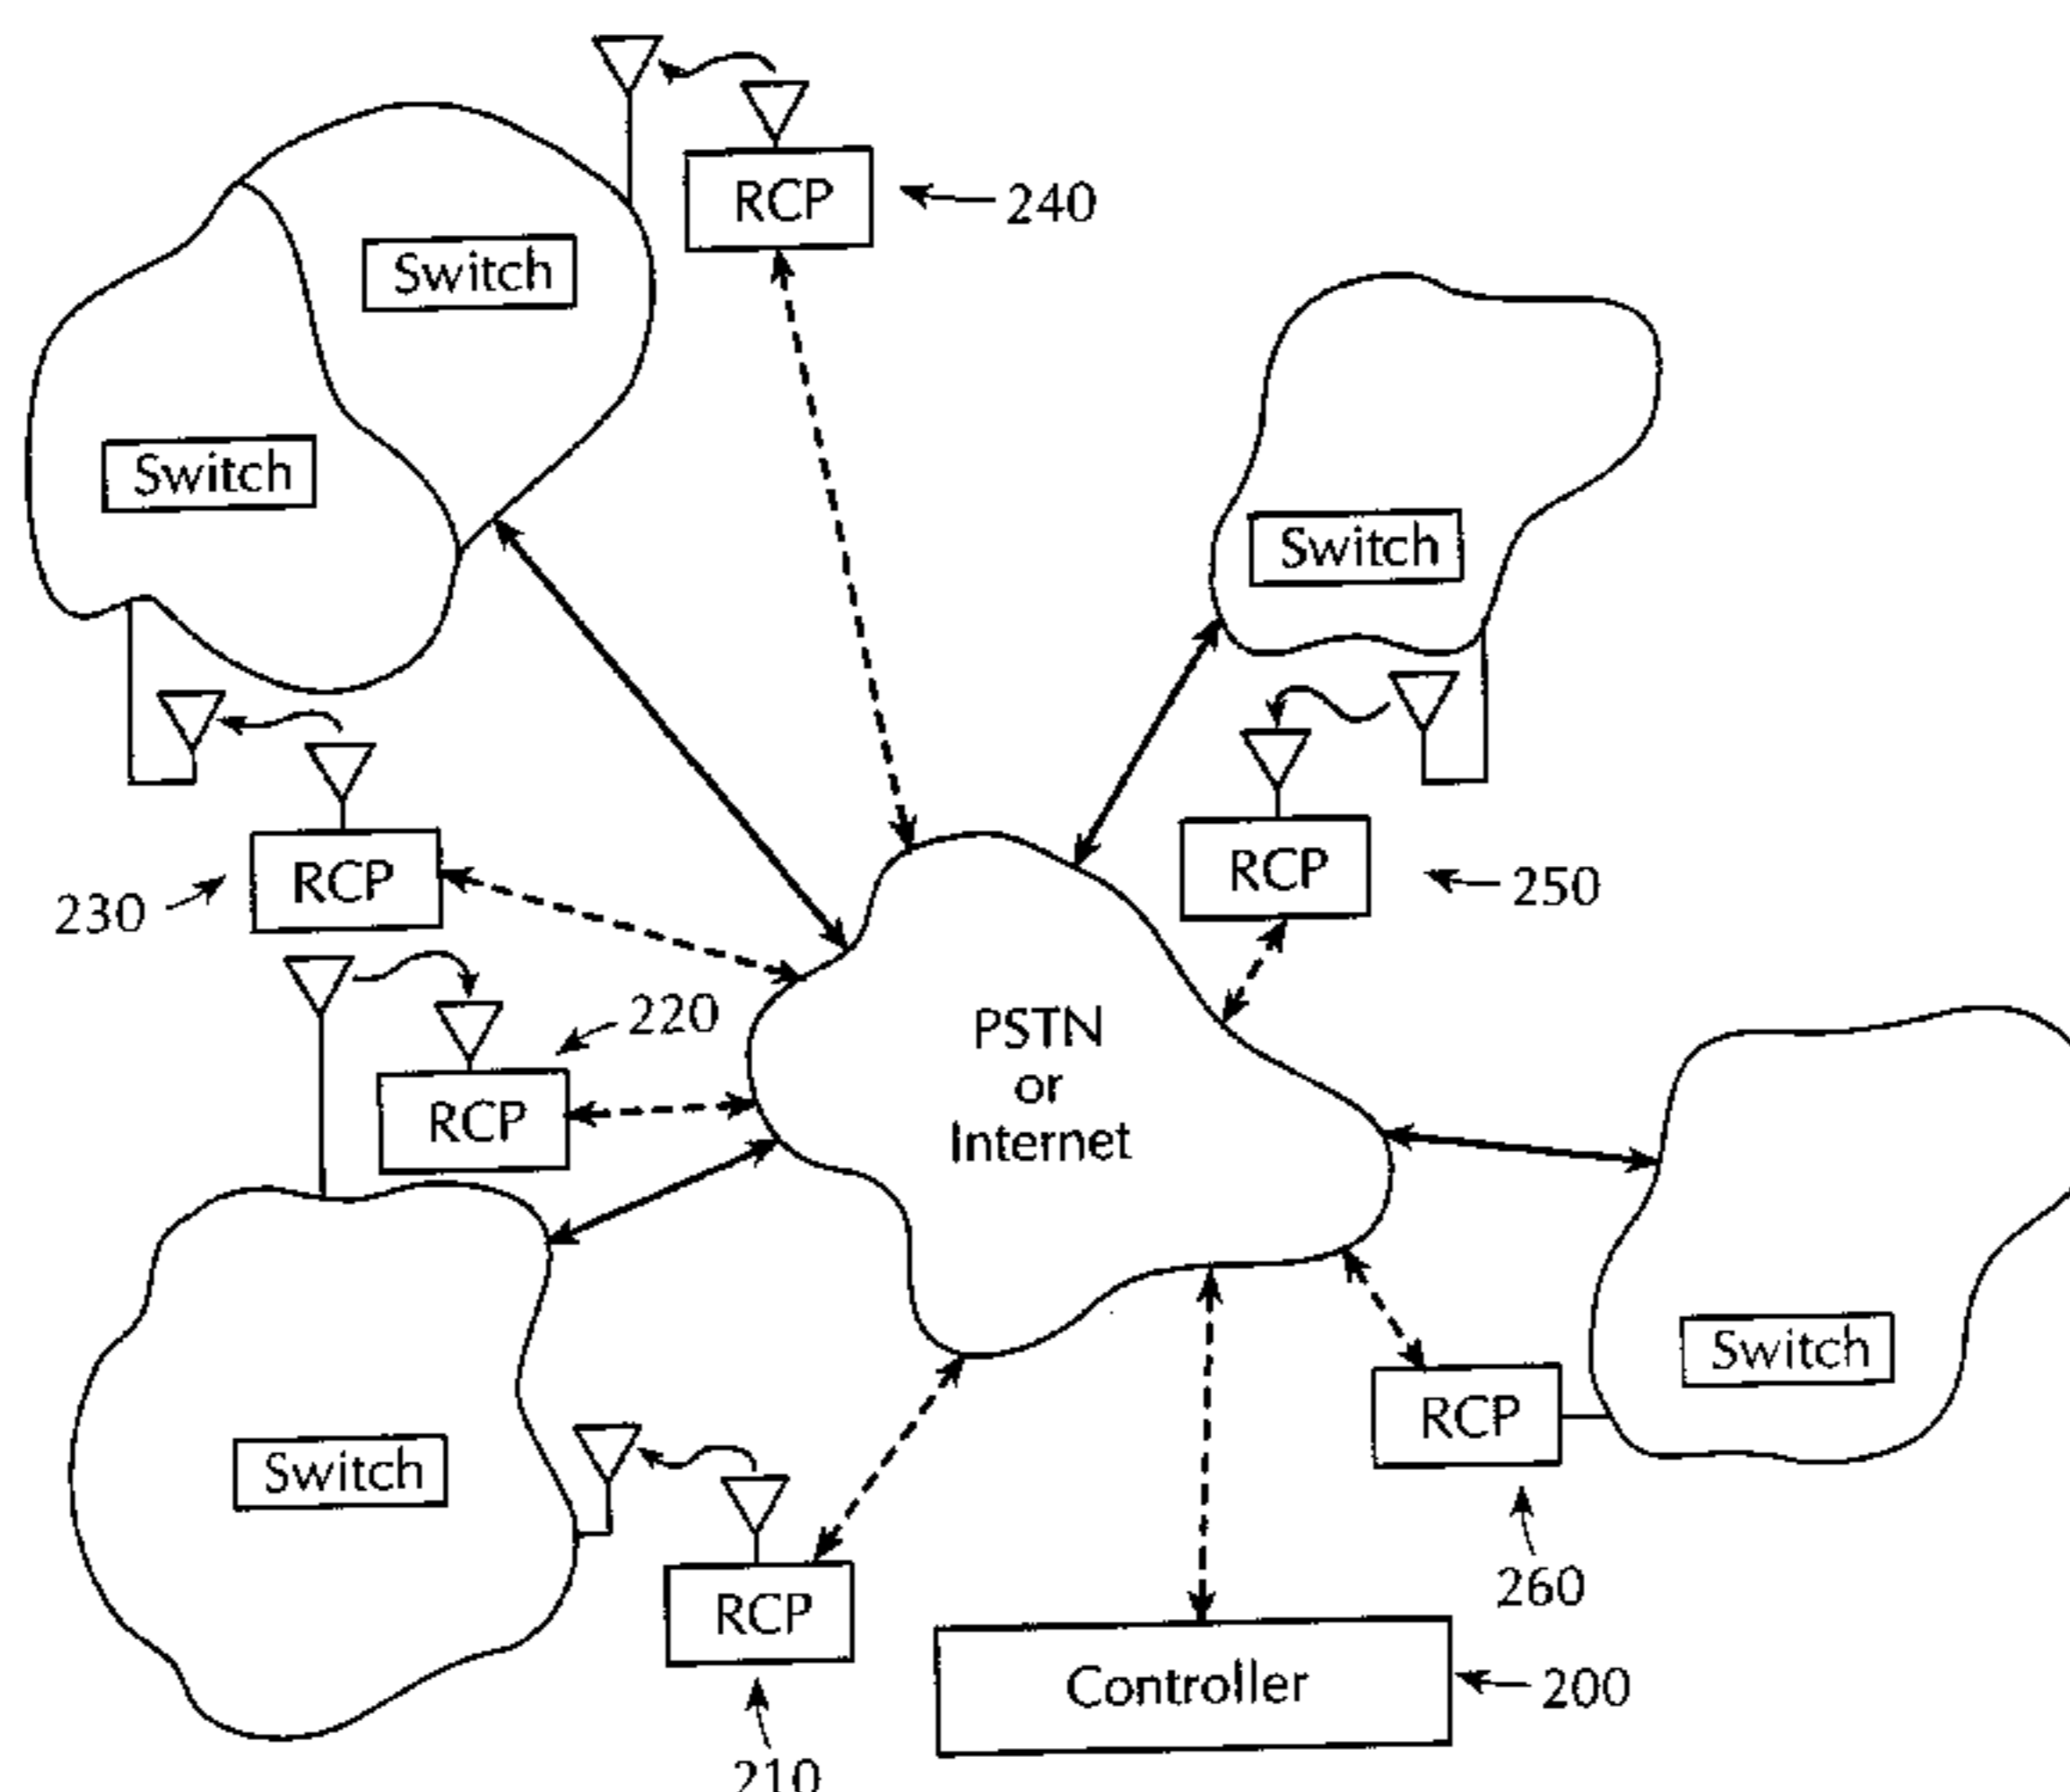 RCP
240
Switch
Switch
Switch
RCP
230
RCP
250
220
RCP
PSTN
or
Internet
Switch
RCP
260
Switch
RCP
210
Controller
200